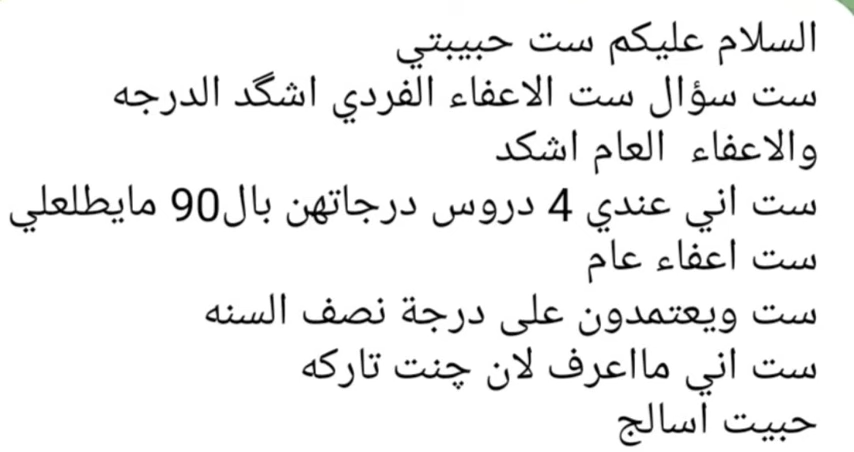 السلام عليكم ست حبيبتي
ست سؤال ست الاعفاء الفردي اشگد الدرجه
والاعفاء العام اشكد
ست اني عندي 4 دروس درجاتهن بال90 مايطلعلي
ست اعفاء عام
ست ويعتمدون على درجة نصف السنه
ست اني مااعرف لان چنت تاركه
حبيت اسالج